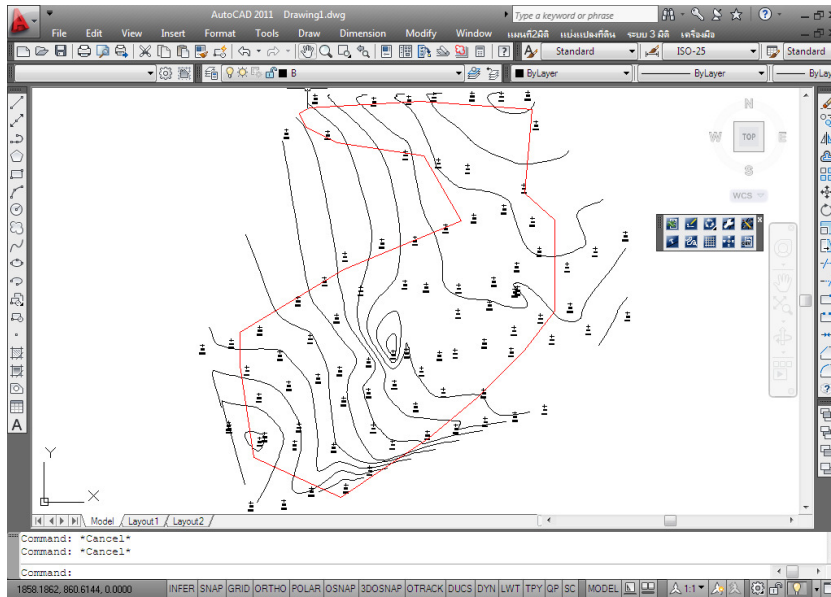 AutoCAD 2011 Drawing1.dwg Type a keyword or phrase
File Edit View Insert Format Tools Draw Dimension Modify Window แผนที่2มิติ แบ่งแปลงที่ดิน ระบบ 3 มิติ เครื่องมือ
Standard ISO-25 Standard
B ByLayer ByLayer ByLay
N
W TOP E
S
WCS
A
Y
X
Model Layout1 Layout2
Command: *Cancel*
Command: *Cancel*
Command:
1858.1862, 860.6144, 0.0000 INFER SNAP GRID ORTHO POLAR OSNAP 3DOSNAP OTRACK DUCS DYN LWT TPY QP SC MODEL 1:1